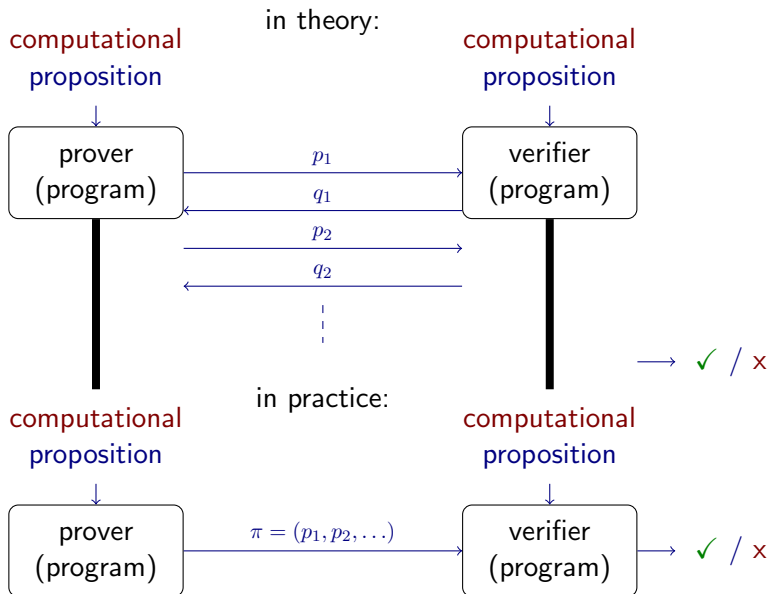 in theory:
computational computational
proposition proposition
prover verifier
(program) (program)
p₁
q₁
p₂
q₂
✓ / x
in practice:
computational computational
proposition proposition
prover verifier
(program) (program)
π = (p₁, p₂, . . .)
✓ / x